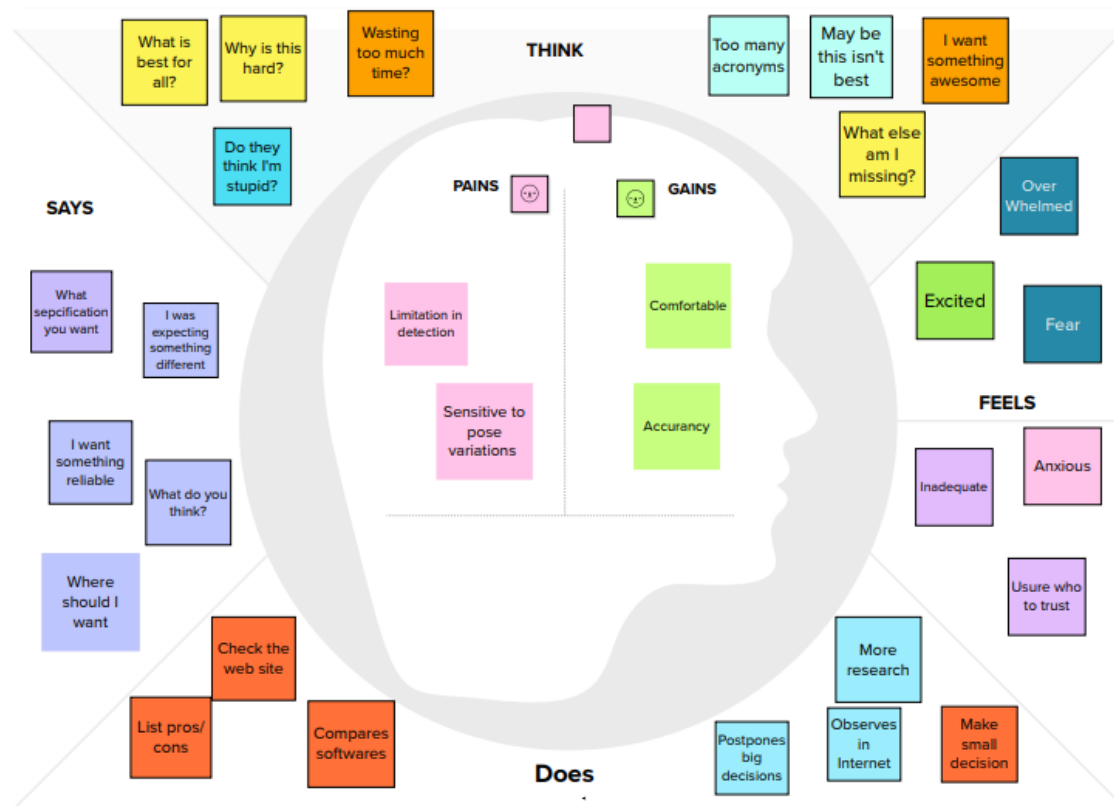 What is
best for
all?
Why is this
hard?
Wasting
too much
time?
THINK
Too many
acronyms
May be
this isn't
best
I want
something
awesome
Do they
think I'm
stupid?
What else
am I
missing?
PAINS
GAINS
Over
Whelmed
SAYS
What
sepcification
you want
I was
expecting
something
different
Limitation in
detection
Comfortable
Excited
Fear
Sensitive to
pose
variations
Accurancy
FEELS
I want
something
reliable
What do you
think?
Inadequate
Anxious
Where
should I
want
Usure who
to trust
Check the
web site
List pros/
cons
Compares
softwares
Does
More
research
Postpones
big
decisions
Observes
in
Internet
Make
small
decision